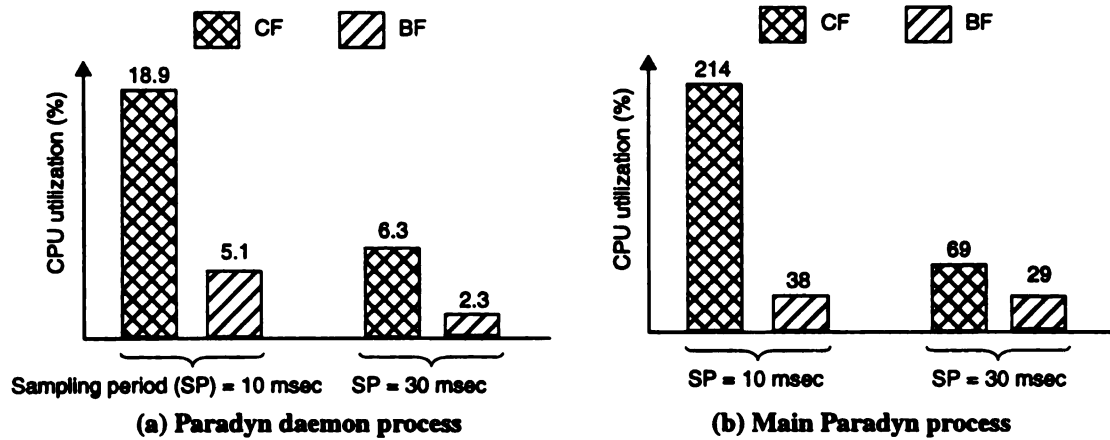 CF BF
CPU utilization (%)
18.9
5.1
6.3
2.3
Sampling period (SP) = 10 msec SP = 30 msec
(a) Paradyn daemon process
CF BF
CPU utilization (%)
214
38
69
29
SP = 10 msec SP = 30 msec
(b) Main Paradyn process